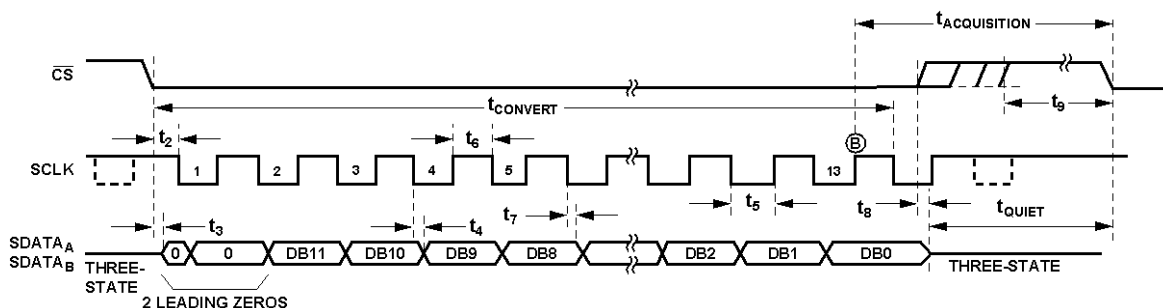 tACQUISITION
CS
tCONVERT
t9
t2
t6
B
SCLK
1
2
3
4
5
13
t5
t8
t7
t3
t4
tQUIET
SDATAA
SDATAB
0
0
DB11
DB10
DB9
DB8
DB2
DB1
DB0
THREE-
STATE
THREE-STATE
2 LEADING ZEROS